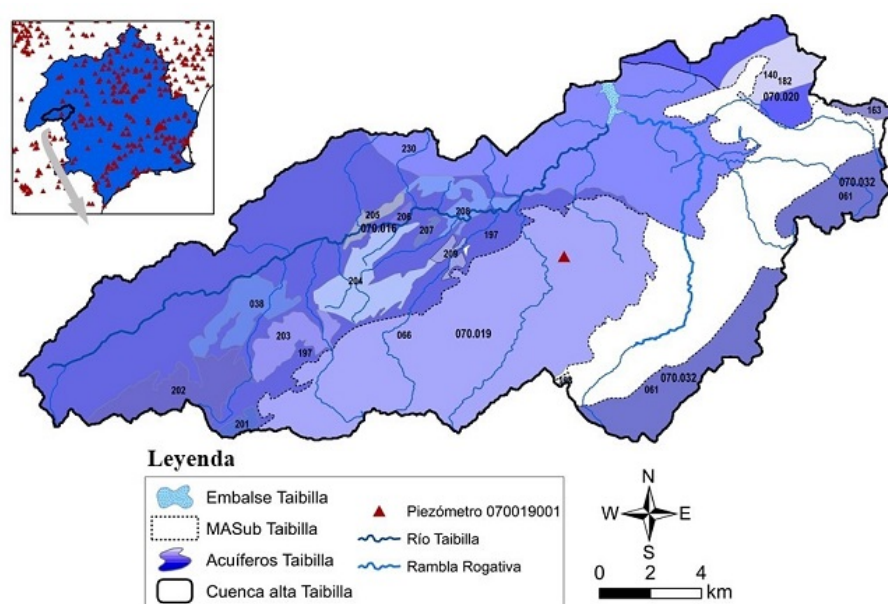 140
182
070.020
163
230
070.032
061
205
206
208
070.016
207
197
209
204
038
203
066
070.019
197
070.032
061
202
201
Leyenda
Embalse Taibilla
MASub Taibilla
Acuíferos Taibilla
Cuenca alta Taibilla
Piezómetro 070019001
Río Taibilla
Rambla Rogativa
N
W E
S
0 2 4
km